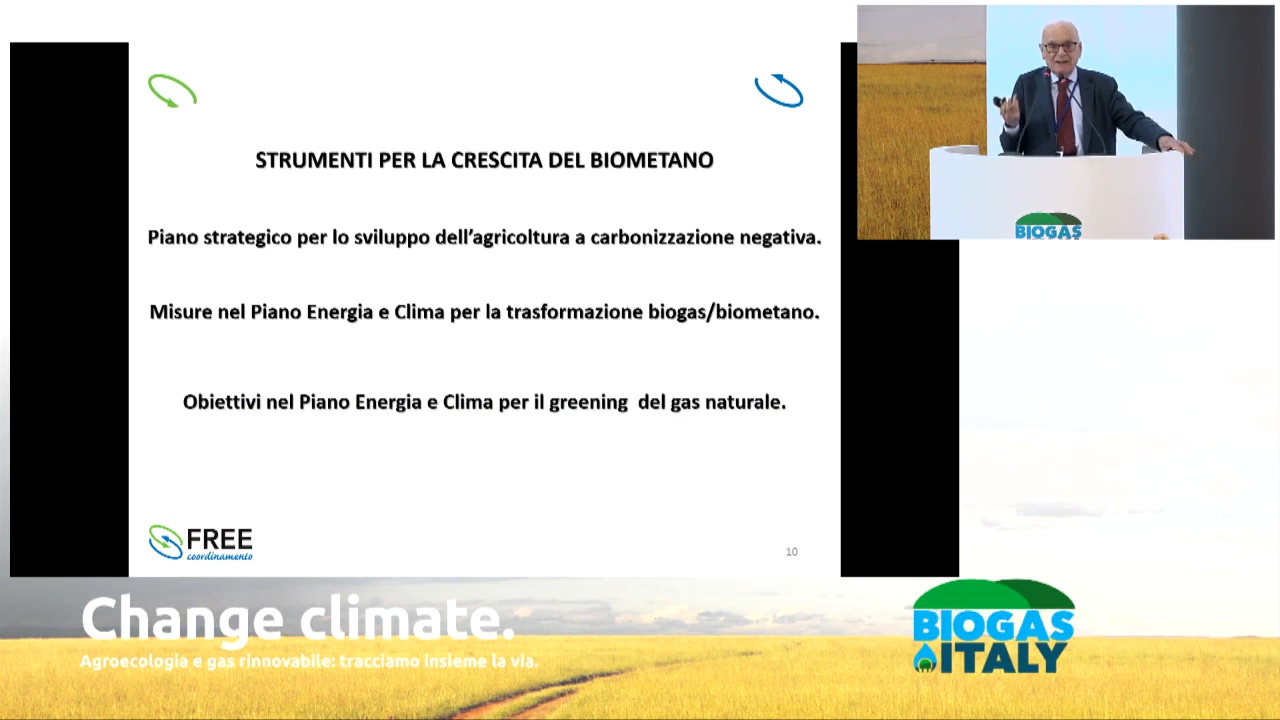 STRUMENTI PER LA CRESCITA DEL BIOMETANO
Piano strategico per lo sviluppo dell'agricoltura a carbonizzazione negativa.
Misure nel Piano Energia e Clima per la trasformazione biogas/biometano.
Obiettivi nel Piano Energia e Clima per il greening del gas naturale.
FREE
coordinamento
10
BIOGAS
Change climate.
Agroecologia e gas rinnovabile: tracciamo insieme la via.
BIOGAS
ITALY